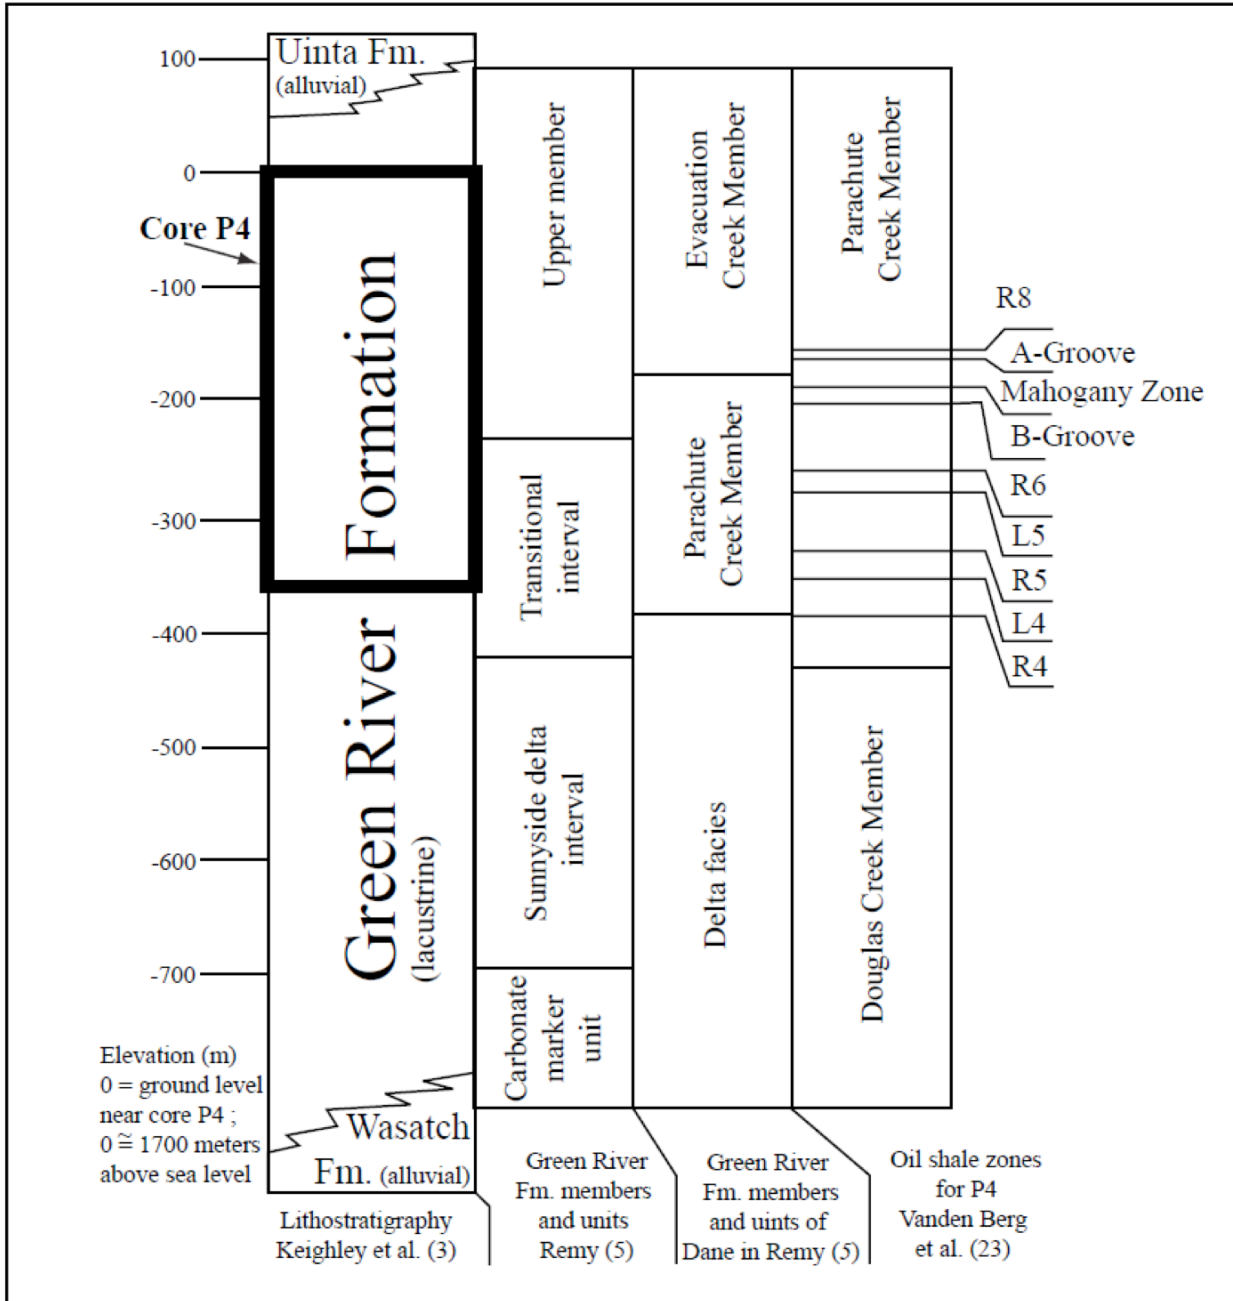 Uinta Fm.
(alluvial)
100
0
-100
-200
-300
-400
-500
-600
-700
Core P4
Green River Formation
(lacustrine)
Wasatch
Fm. (alluvial)
Upper member
Transitional
interval
Sunnyside delta
interval
Carbonate
marker
unit
Evacuation
Creek Member
Parachute
Creek Member
Delta facies
Parachute
Creek Member
Douglas Creek Member
R8
A-Groove
Mahogany Zone
B-Groove
R6
L5
R5
L4
R4
Elevation (m)
0 = ground level
near core P4 ;
0 ≅ 1700 meters
above sea level
Lithostratigraphy
Keighley et al. (3)
Green River
Fm. members
and units
Remy (5)
Green River
Fm. members
and uints of
Dane in Remy (5)
Oil shale zones
for P4
Vanden Berg
et al. (23)